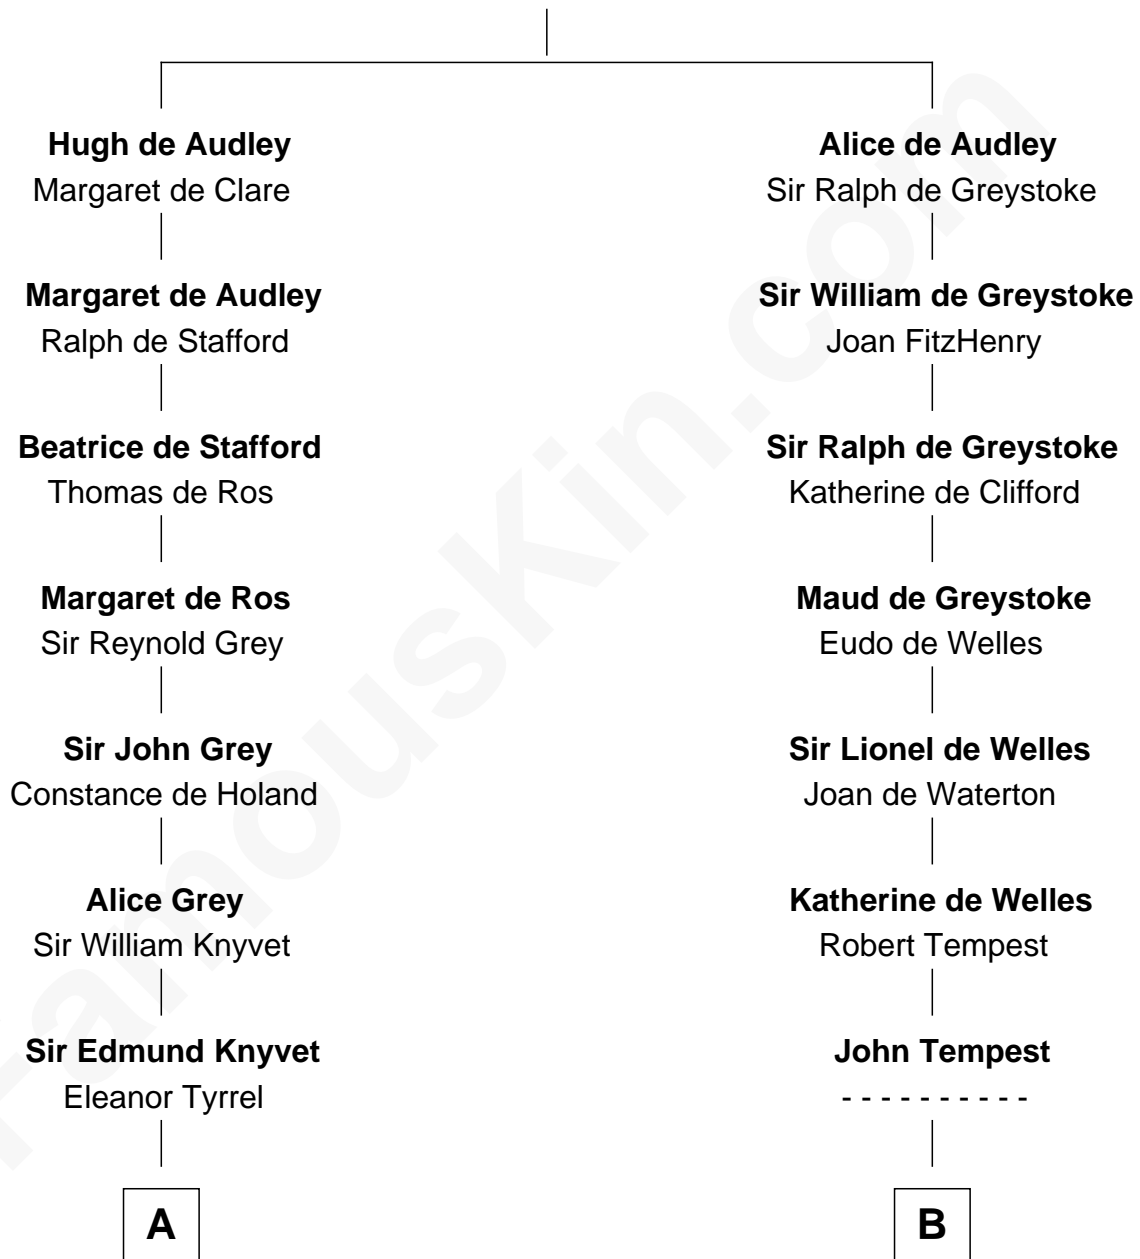 Hugh de Audley
Margaret de Clare
Margaret de Audley
Ralph de Stafford
Beatrice de Stafford
Thomas de Ros
Margaret de Ros
Sir Reynold Grey
Sir John Grey
Constance de Holand
Alice Grey
Sir William Knyvet
Sir Edmund Knyvet
Eleanor Tyrrel
A
Alice de Audley
Sir Ralph de Greystoke
Sir William de Greystoke
Joan FitzHenry
Sir Ralph de Greystoke
Katherine de Clifford
Maud de Greystoke
Eudo de Welles
Sir Lionel de Welles
Joan de Waterton
Katherine de Welles
Robert Tempest
John Tempest
- - - - - - - - - -
B
FamousKin.com